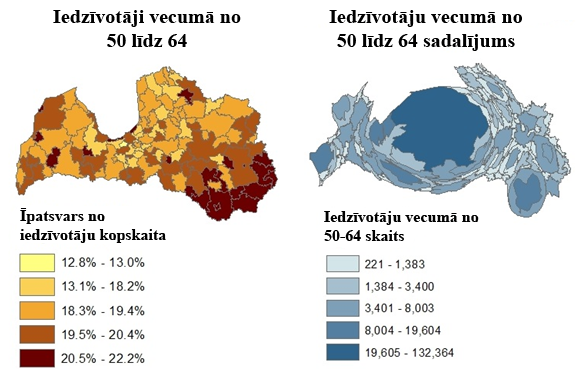 Iedzīvotāji vecumā no
50 līdz 64
Īpatsvars no
iedzīvotāju kopskaita
12.8% - 13.0%
13.1% - 18.2%
18.3% - 19.4%
19.5% - 20.4%
20.5% - 22.2%
Iedzīvotāju vecumā no
50 līdz 64 sadalījums
Iedzīvotāju vecumā no
50-64 skaits
221 - 1,383
1,384 - 3,400
3,401 - 8,003
8,004 - 19,604
19,605 - 132,364